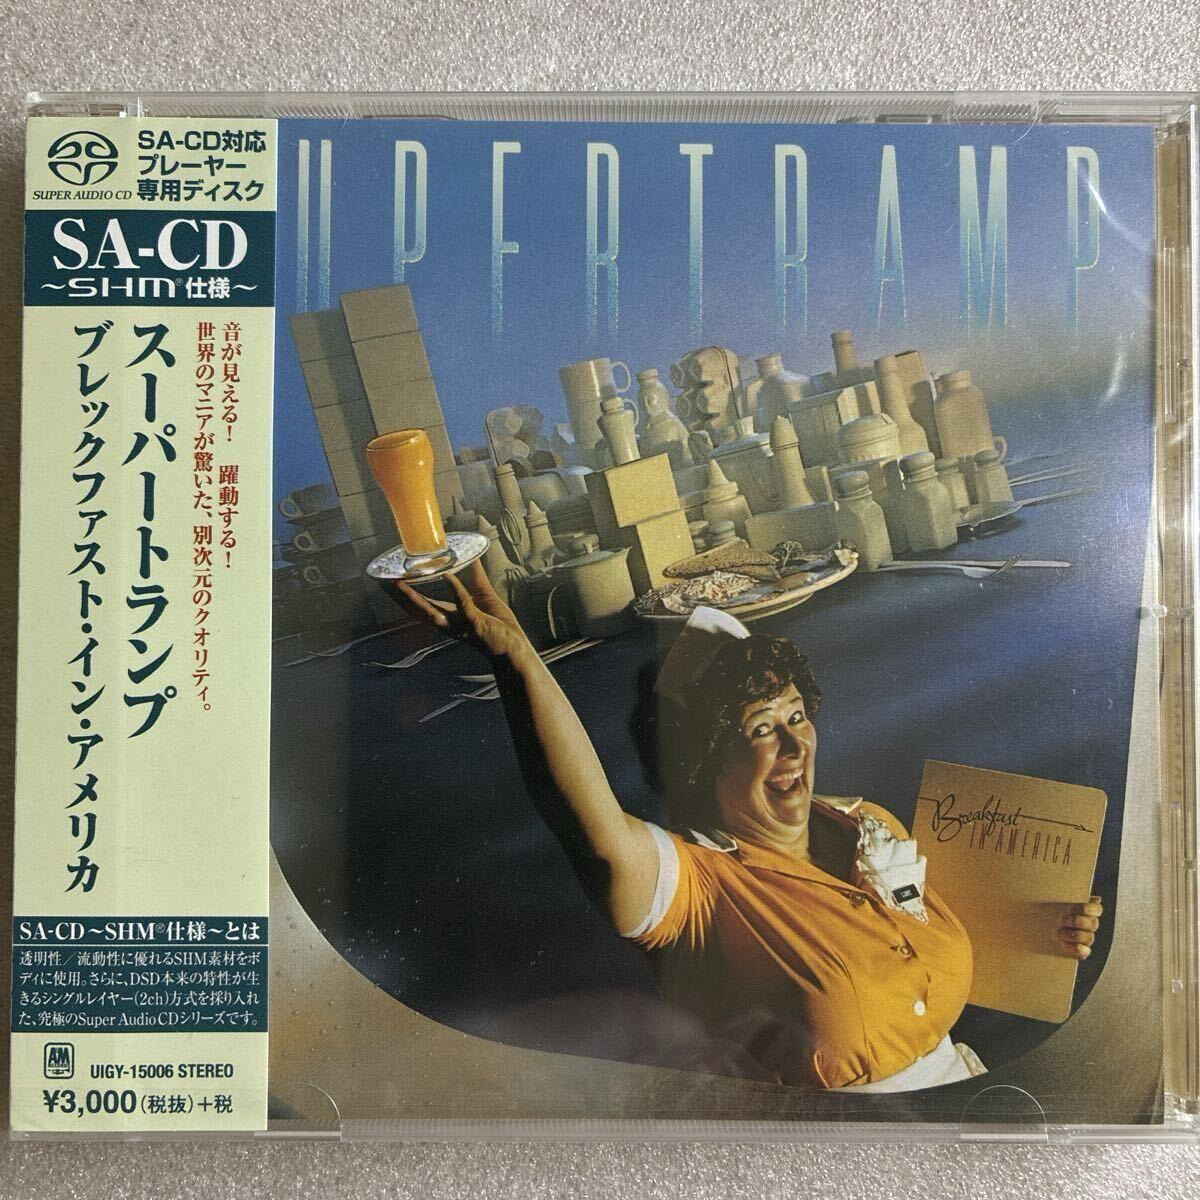 SUPER AUDIO CD
SA-CD対応
プレーヤー
専用ディスク
SA-CD
~SHM®仕様~
音が見える! 躍動する!
世界のマニアが驚いた、別次元のクオリティ。
スーパートランプ
ブレックファスト・イン・アメリカ
SA-CD~SHM®仕様~とは
透明性/流動性に優れるSHM素材をボ
ディに使用。さらに、DSD本来の特性が生
きるシングルレイヤー(2ch)方式を採り入れ
た、究極のSuper Audio CDシリーズです。
A&M
RECORDS
UIGY-15006 STEREO
¥3,000(税抜)+税
UPERTRAMP
Breakfast
IN AMERICA